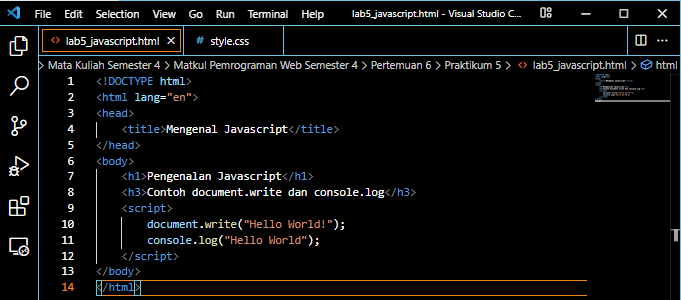 File Edit Selection View Go Run Terminal Help lab5_javascript.html - Visual Studio C...
<> lab5_javascript.html × # style.css
> Mata Kuliah Semester 4 > Matkul Pemrograman Web Semester 4 > Pertemuan 6 > Praktikum 5 > <> lab5_javascript.html > html
1 <!DOCTYPE html>
2 <html lang="en">
3 <head>
4 <title>Mengenal Javascript</title>
5 </head>
6 <body>
7 <h1>Pengenalan Javascript</h1>
8 <h3>Contoh document.write dan console.log</h3>
9 <script>
10 document.write("Hello World!");
11 console.log("Hello World");
12 </script>
13 </body>
14 </html>